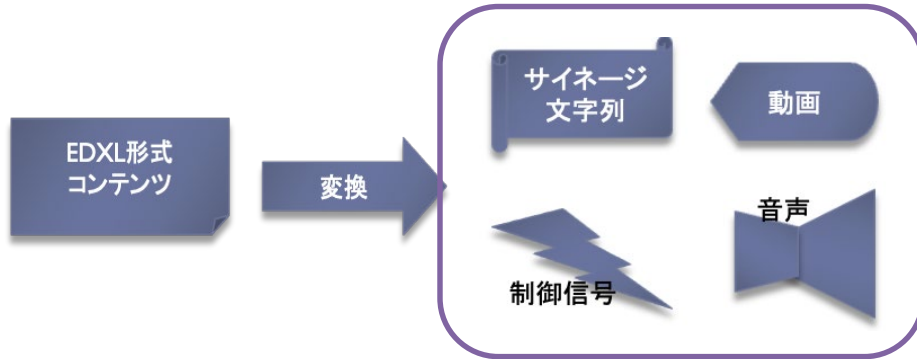 EDXL形式
コンテンツ
変換
サイネージ
文字列
動画
制御信号
音声